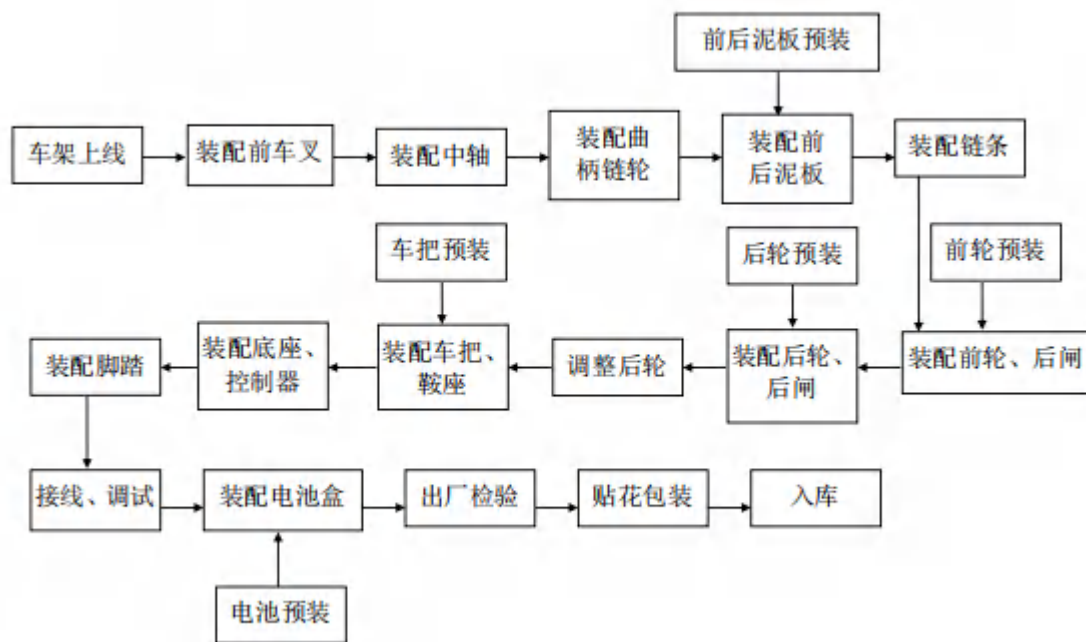 前后泥板预装
车架上线
装配前车叉
装配中轴
装配曲
柄链轮
装配前
后泥板
装配链条
车把预装
后轮预装
前轮预装
装配脚踏
装配底座、
控制器
装配车把、
鞍座
调整后轮
装配后轮、
后闸
装配前轮、后闸
接线、调试
装配电池盒
出厂检验
贴花包装
入库
电池预装